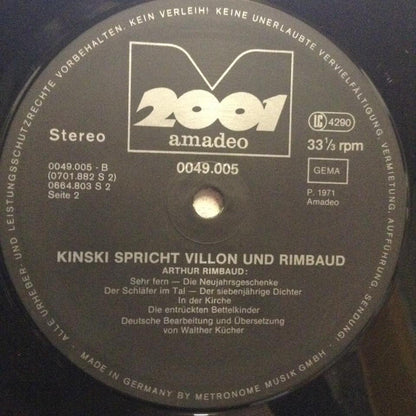 ALLE URHEBER UND LEISTUNGSSCHUTZRECHTE VORBEHALTEN. KEIN VERLEIH! KEINE UNERLAUBTE VERVIELFÄLTIGUNG, VERMIETUNG, AUFFÜHRUNG, SENDUNG!
M
2001
amadeo
Stereo
0049.005
LC 4290
33⅓ rpm
0049.005 - B
(0701.882 S 2)
0664.803 S 2
Seite 2
GEMA
P. 1971
Amadeo
KINSKI SPRICHT VILLON UND RIMBAUD
ARTHUR RIMBAUD:
Sehr fern — Die Neujahrsgeschenke
Der Schläfer im Tal — Der siebenjährige Dichter
In der Kirche
Die entrückten Bettelkinder
Deutsche Bearbeitung und Übersetzung
von Walther Küchler
MADE IN GERMANY BY METRONOME MUSIK GMBH